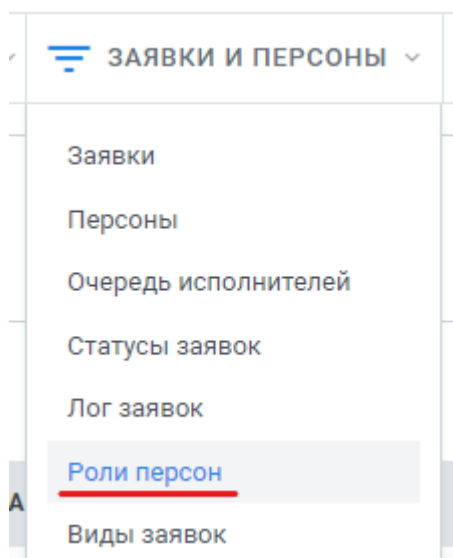 ЗАЯВКИ И ПЕРСОНЫ
Заявки
Персоны
Очередь исполнителей
Статусы заявок
Лог заявок
Роли персон
А
Виды заявок